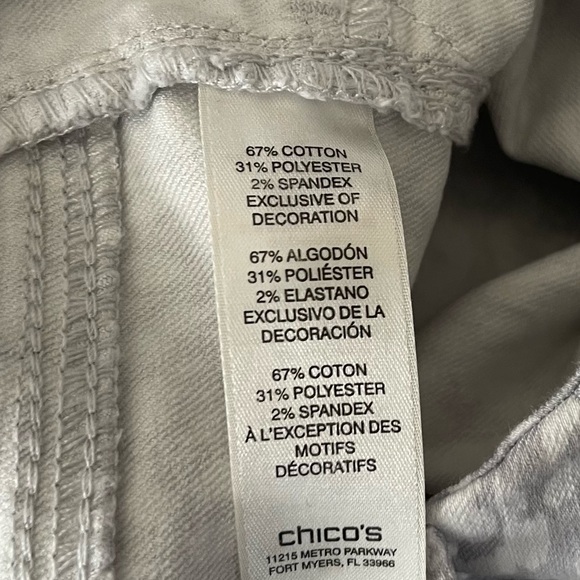 67% COTTON
31% POLYESTER
2% SPANDEX
EXCLUSIVE OF
DECORATION
67% ALGODÓN
31% POLIÉSTER
2% ELASTANO
EXCLUSIVO DE LA
DECORACIÓN
67% COTON
31% POLYESTER
2% SPANDEX
À L'EXCEPTION DES
MOTIFS
DÉCORATIFS
chico's
11215 METRO PARKWAY
FORT MYERS, FL 33966